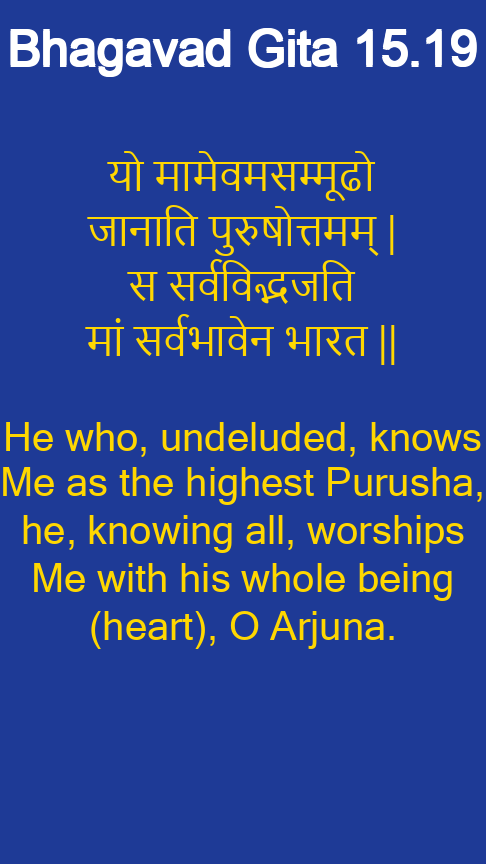 Bhagavad Gita 15.19
यो मामेवमसम्मूढो
जानाति पुरुषोत्तमम् |
स सर्वविद्भजति
मां सर्वभावेन भारत ||
He who, undeluded, knows
Me as the highest Purusha,
he, knowing all, worships
Me with his whole being
(heart), O Arjuna.